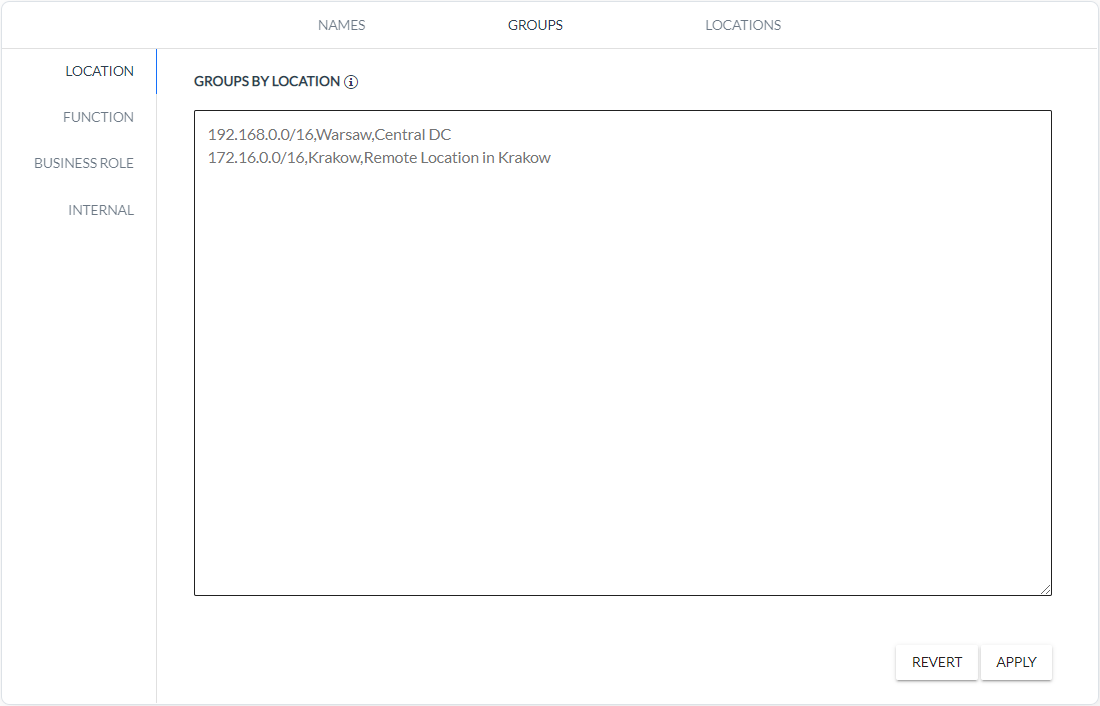 NAMES
GROUPS
LOCATIONS
LOCATION
FUNCTION
BUSINESS ROLE
INTERNAL
GROUPS BY LOCATION
192.168.0.0/16,Warsaw,Central DC
172.16.0.0/16,Krakow,Remote Location in Krakow
REVERT
APPLY